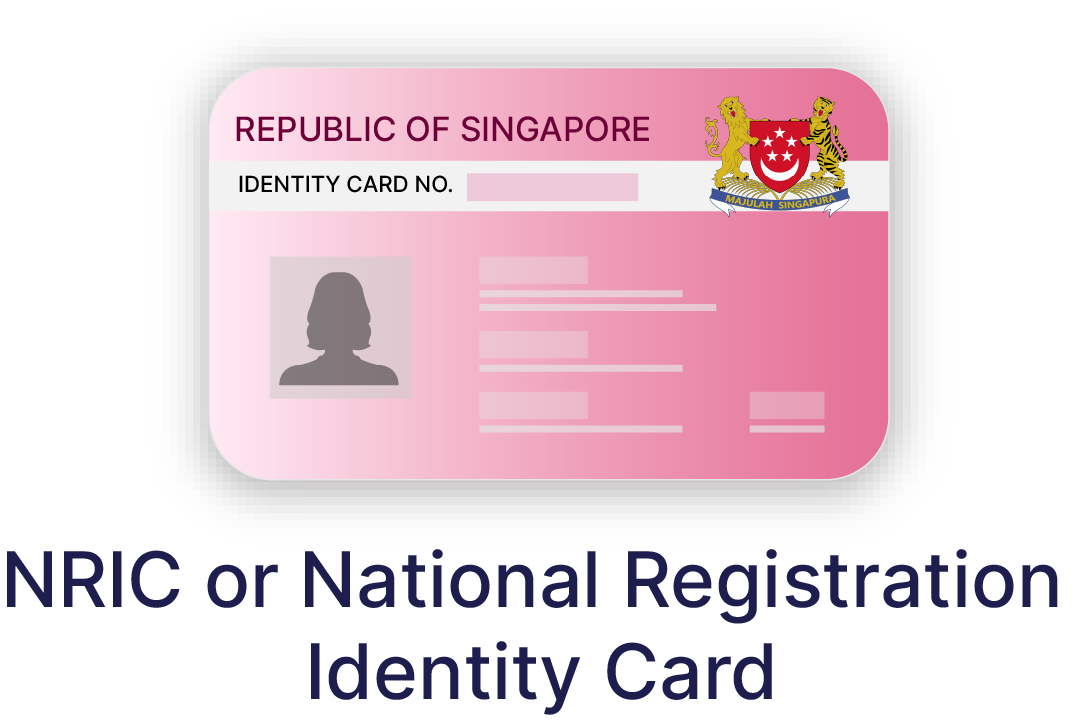 REPUBLIC OF SINGAPORE
IDENTITY CARD NO.
MAJULAH SINGAPURA
NRIC or National Registration
Identity Card